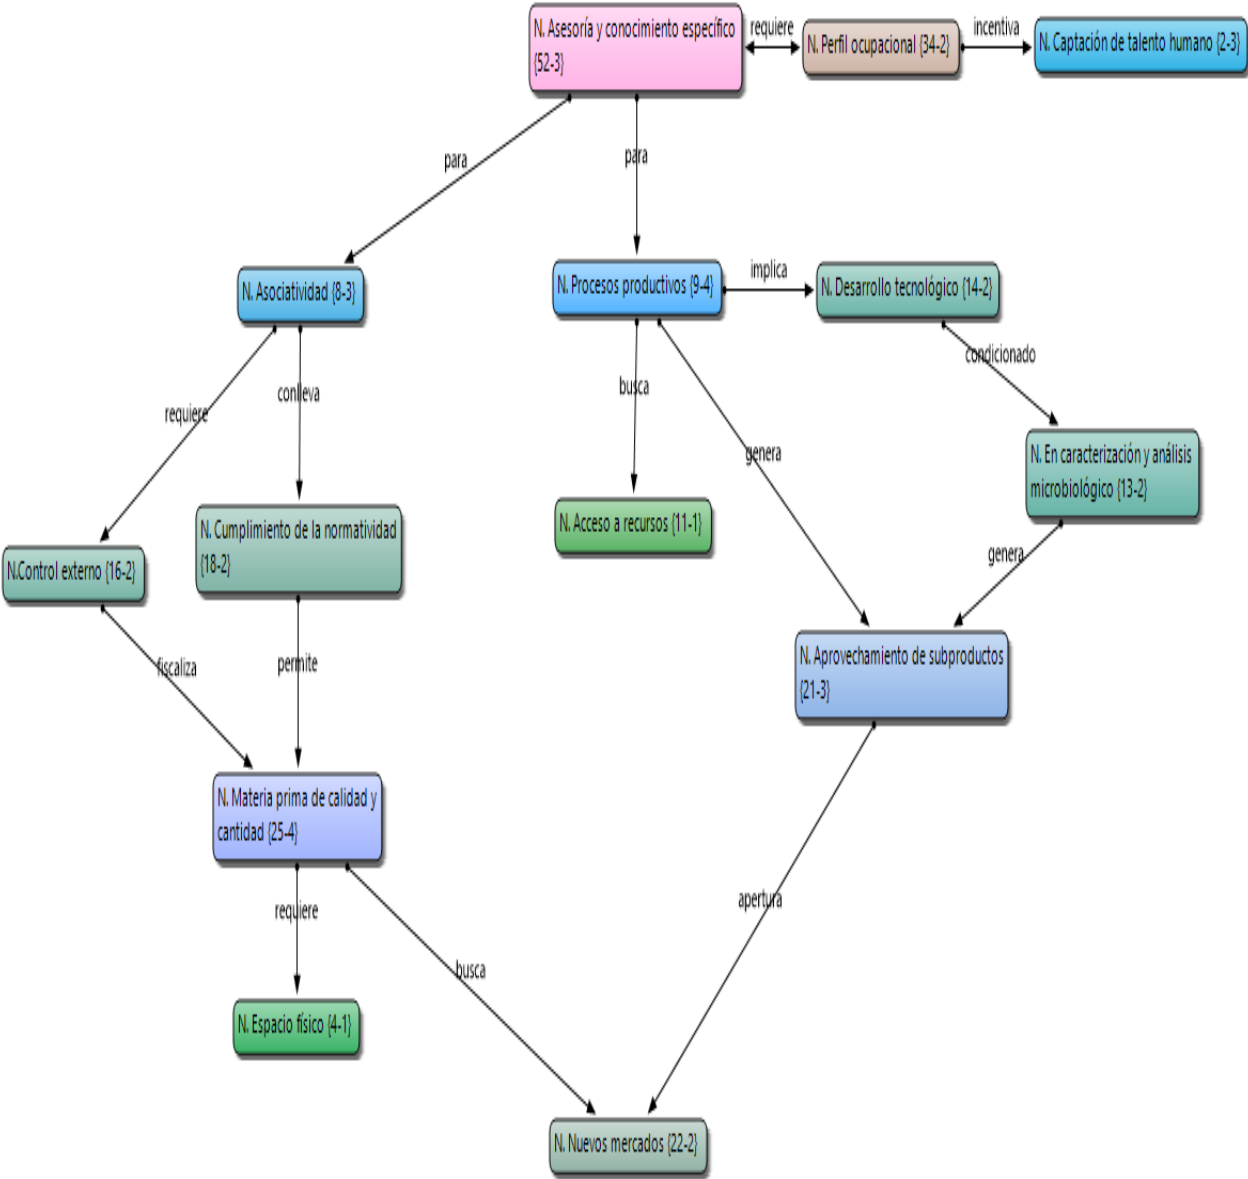 N. Asesoría y conocimiento específico
{52-3}
requiere
N. Perfil ocupacional {34-2}
incentiva
N. Captación de talento humano {2-3}
para
para
N. Asociatividad {8-3}
N. Procesos productivos {9-4}
implica
N. Desarrollo tecnológico {14-2}
condicionado
requiere
conlleva
busca
genera
N. En caracterización y análisis
microbiológico {13-2}
N. Acceso a recursos {11-1}
N. Cumplimiento de la normatividad
{18-2}
N.Control externo {16-2}
genera
fiscaliza
permite
N. Aprovechamiento de subproductos
{21-3}
N. Materia prima de calidad y
cantidad {25-4}
requiere
busca
apertura
N. Espacio físico {4-1}
N. Nuevos mercados {22-2}